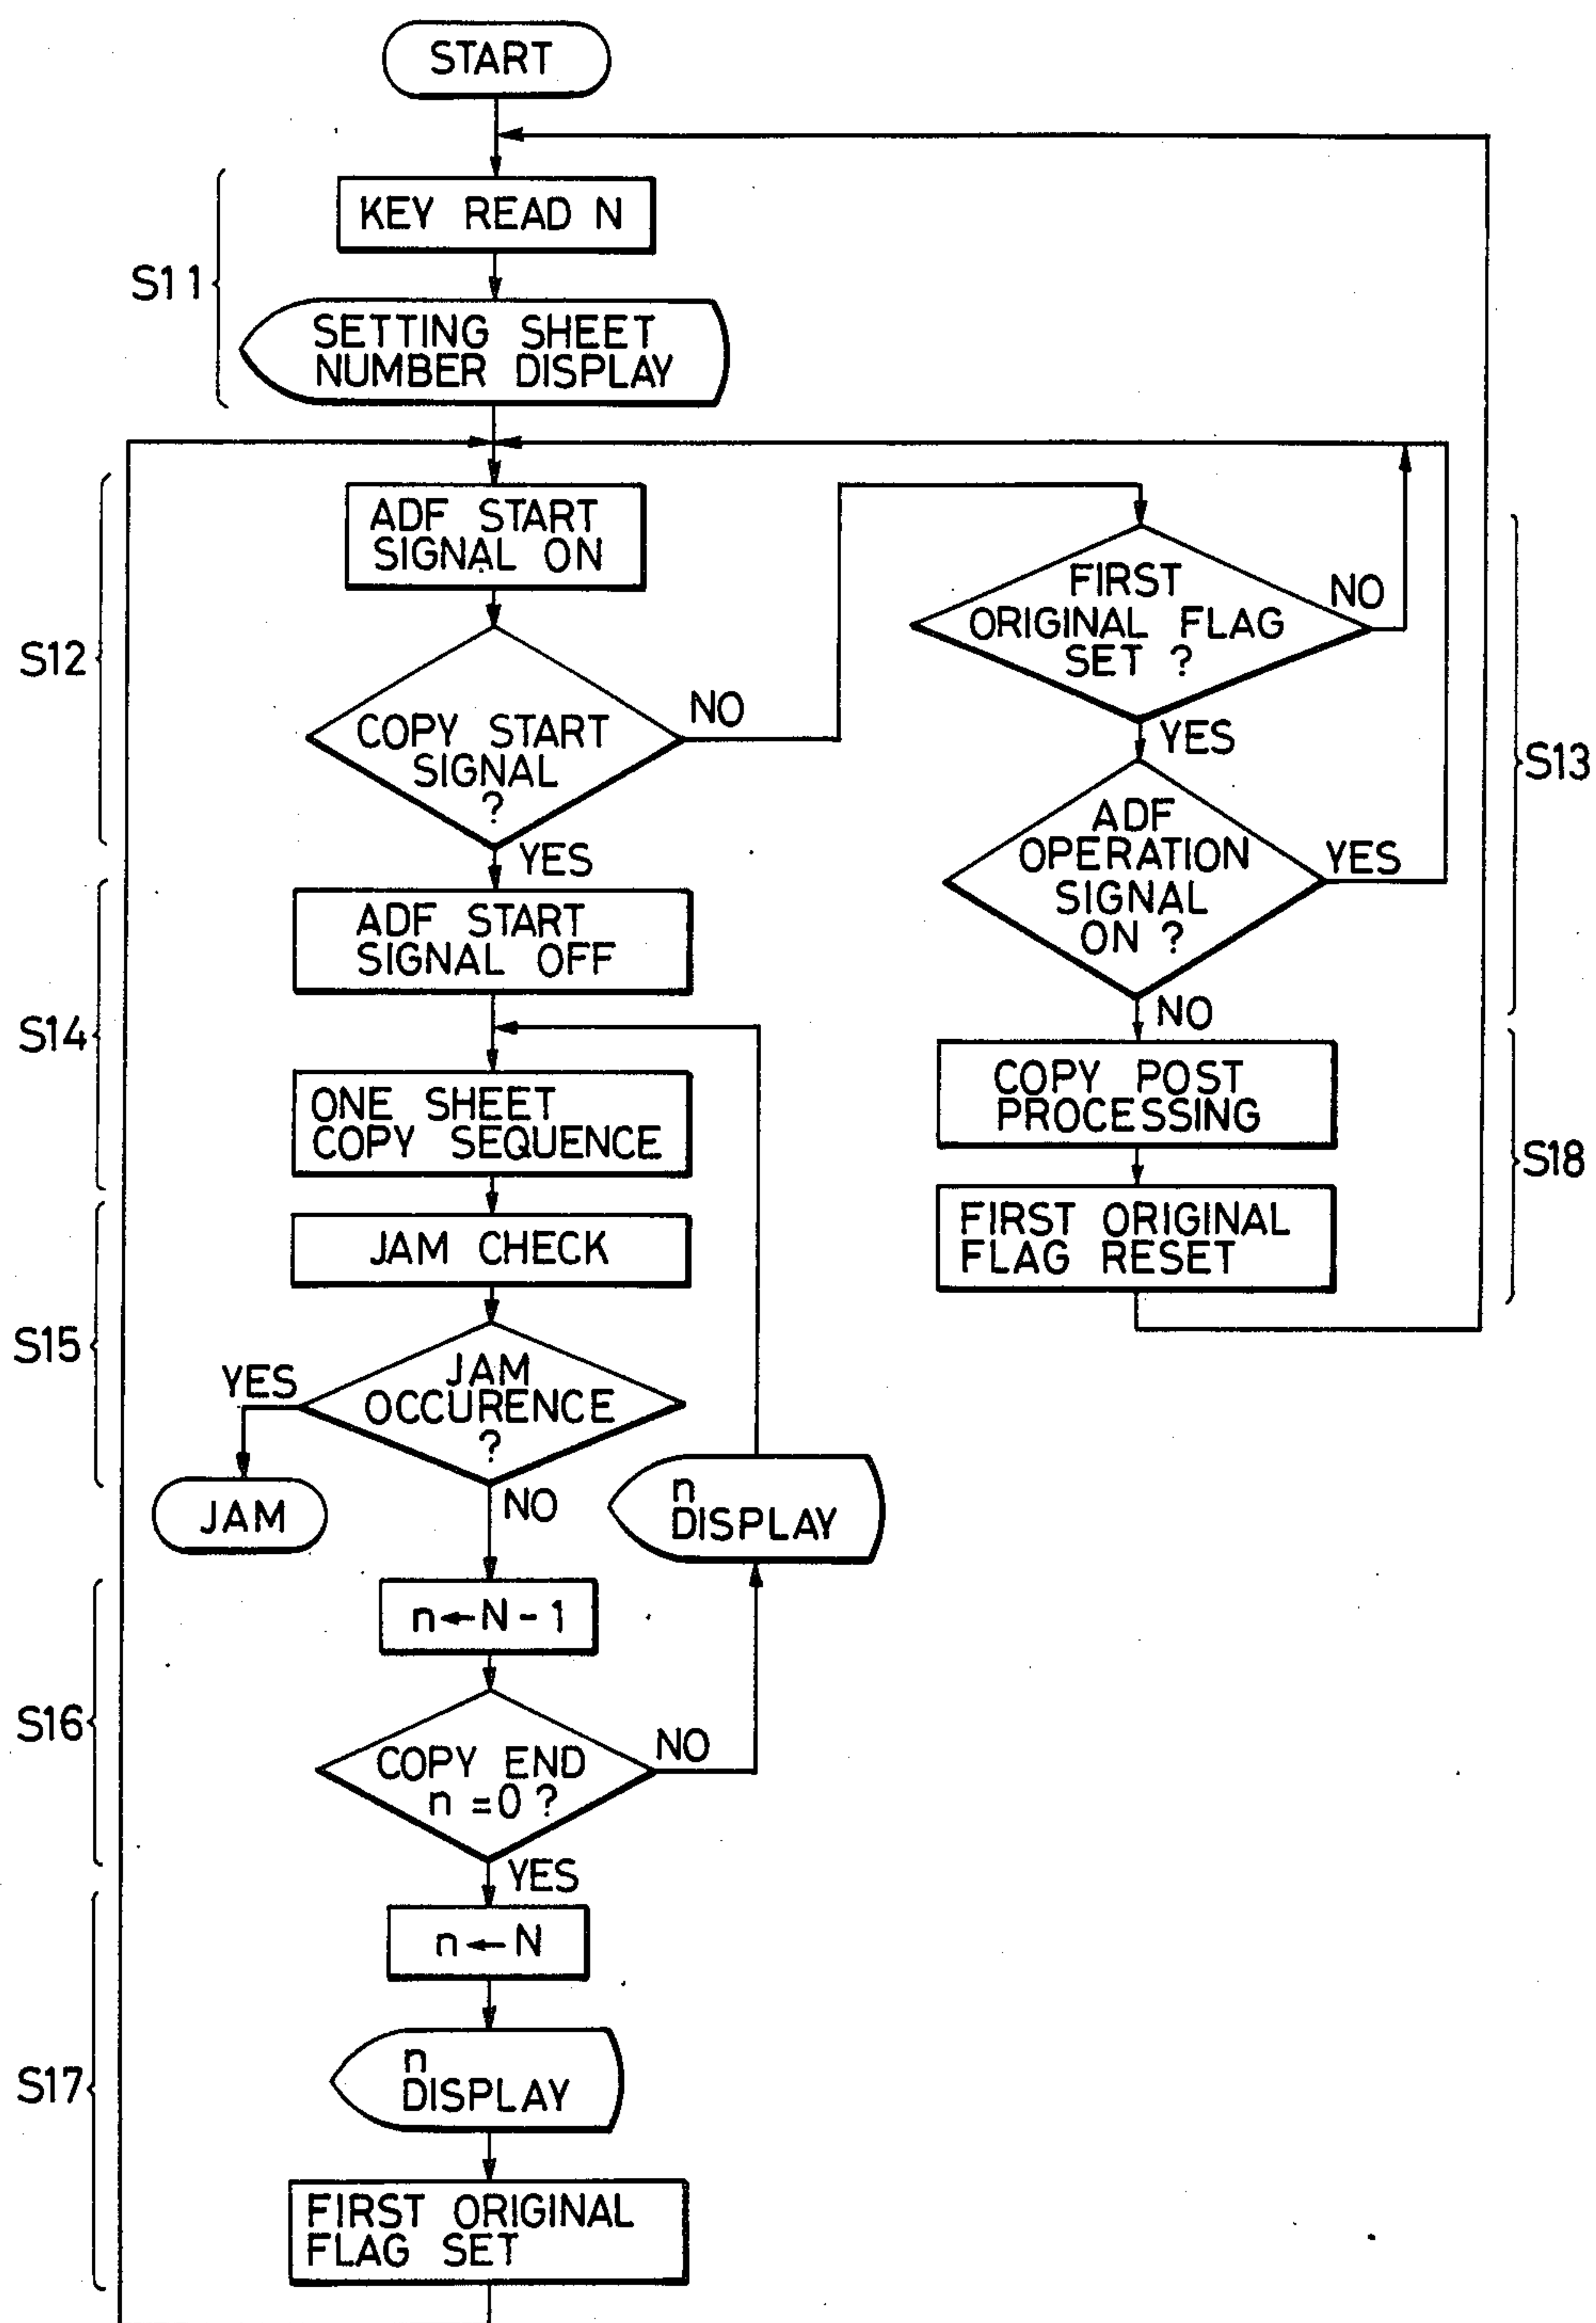 START
KEY READ N
S11
SETTING SHEET
NUMBER DISPLAY
ADF START
SIGNAL ON
S12
COPY START
SIGNAL
?
NO
YES
FIRST
ORIGINAL FLAG
SET ?
NO
YES
S13
ADF
OPERATION
SIGNAL
ON ?
YES
NO
ADF START
SIGNAL OFF
S14
ONE SHEET
COPY SEQUENCE
COPY POST
PROCESSING
S18
FIRST ORIGINAL
FLAG RESET
JAM CHECK
S15
JAM
OCCURENCE
?
YES
JAM
NO
n
DISPLAY
n←N-1
S16
COPY END
n =0 ?
NO
YES
n←N
S17
n
DISPLAY
FIRST ORIGINAL
FLAG SET